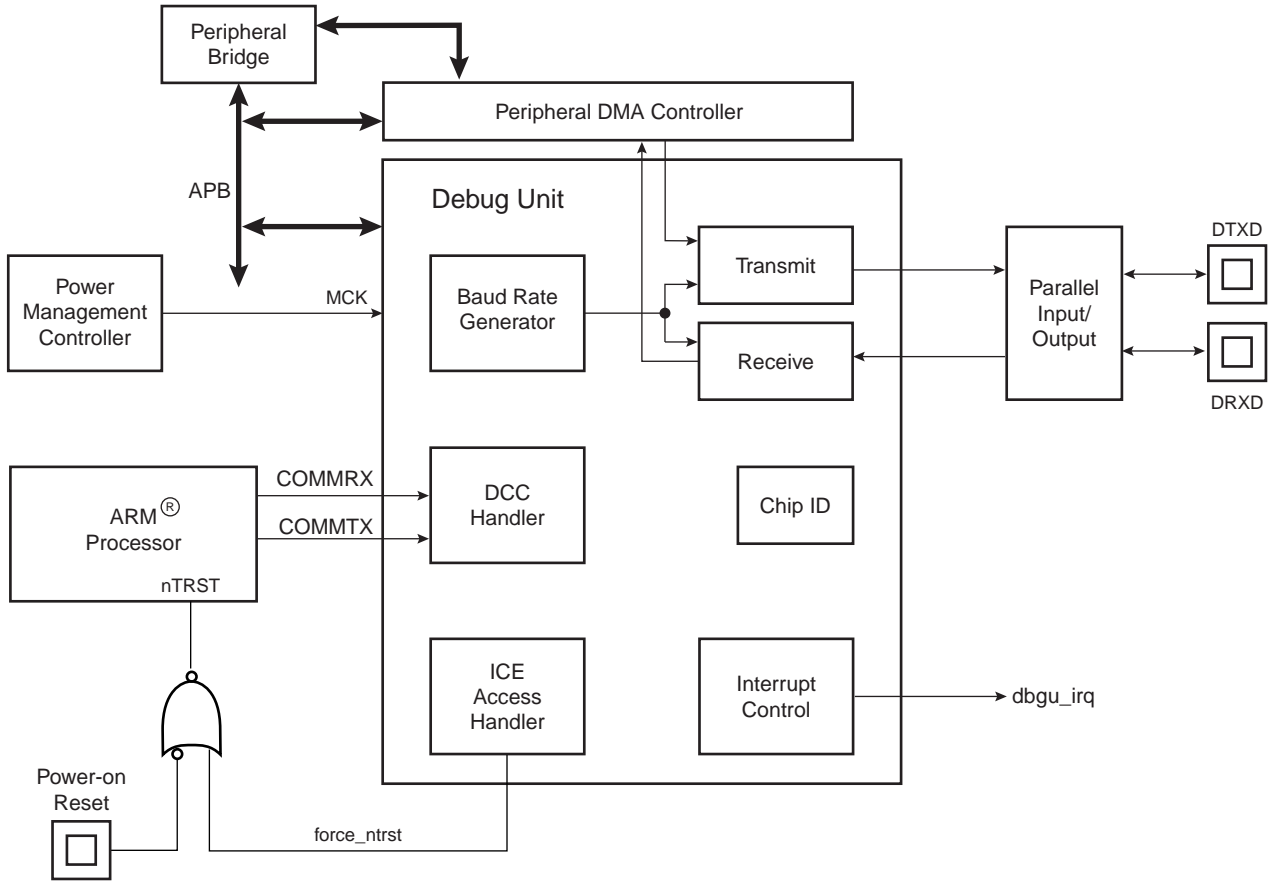 Peripheral
Bridge
Peripheral DMA Controller
APB
Debug Unit
Power
Management
Controller
MCK
Baud Rate
Generator
Transmit
Receive
Parallel
Input/
Output
DTXD
DRXD
ARM®
Processor
nTRST
COMMRX
COMMTX
DCC
Handler
Chip ID
ICE
Access
Handler
Interrupt
Control
dbgu_irq
Power-on
Reset
force_ntrst